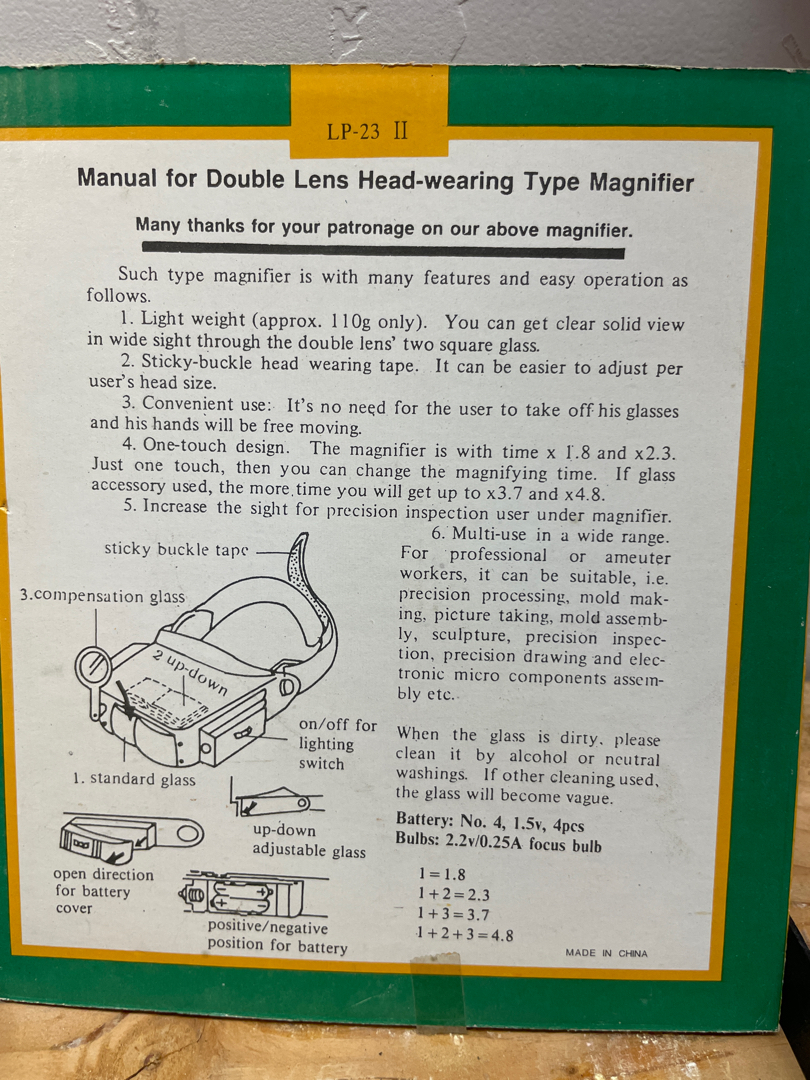 LP-23 II
Manual for Double Lens Head-wearing Type Magnifier
Many thanks for your patronage on our above magnifier.
Such type magnifier is with many features and easy operation as
follows.
1. Light weight (approx. 110g only). You can get clear solid view
in wide sight through the double lens' two square glass.
2. Sticky-buckle head wearing tape. It can be easier to adjust per
user's head size.
3. Convenient use: It's no need for the user to take off his glasses
and his hands will be free moving.
4. One-touch design. The magnifier is with time x 1.8 and x2.3.
Just one touch, then you can change the magnifying time. If glass
accessory used, the more time you will get up to x3.7 and x4.8.
5. Increase the sight for precision inspection user under magnifier.
6. Multi-use in a wide range.
For professional or ameuter
workers, it can be suitable, i.e.
precision processing, mold mak-
ing, picture taking, mold assemb-
ly, sculpture, precision inspec-
tion, precision drawing and elec-
tronic micro components assem-
bly etc.
When the glass is dirty, please
clean it by alcohol or neutral
washings. If other cleaning used,
the glass will become vague.
Battery: No. 4, 1.5v, 4pcs
Bulbs: 2.2v/0.25A focus bulb
1=1.8
1+2=2.3
1+3=3.7
1+2+3=4.8
MADE IN CHINA
sticky buckle tape
3.compensation glass
2 up-down
on/off for
lighting
switch
1. standard glass
up-down
adjustable glass
open direction
for battery
cover
positive/negative
position for battery